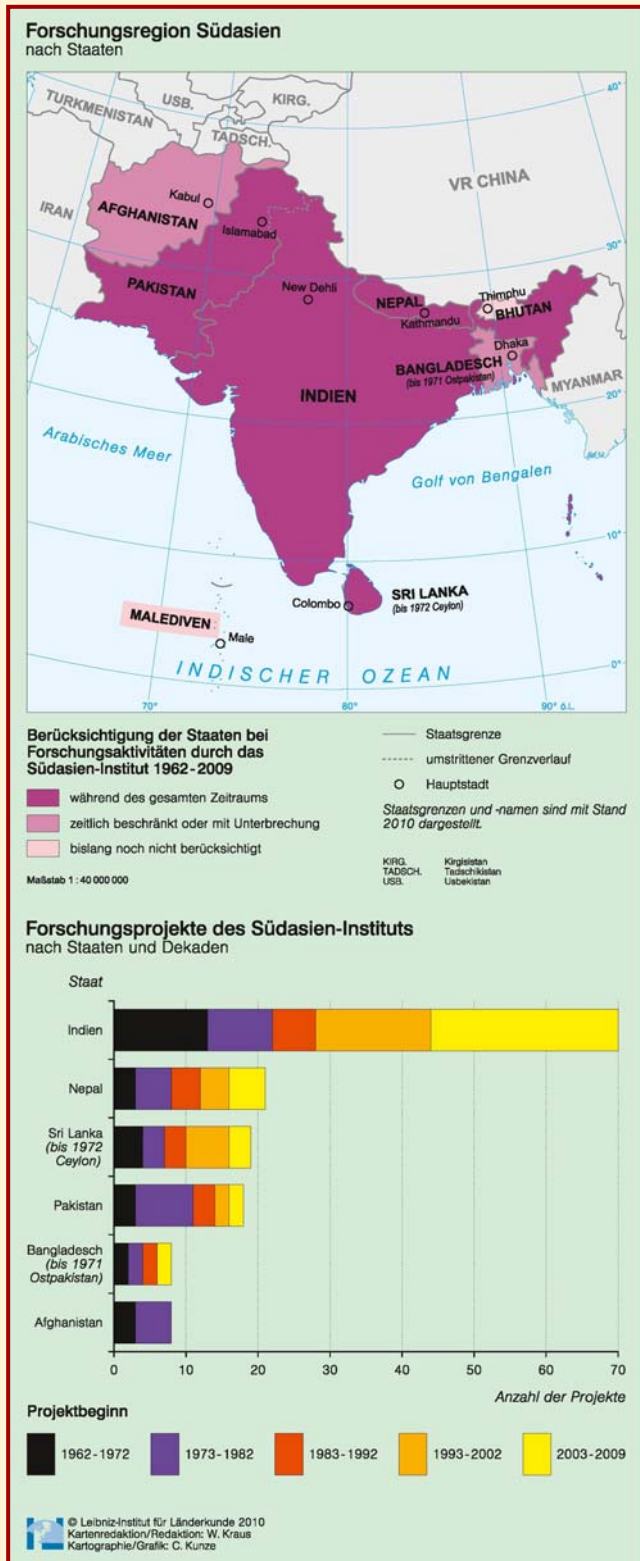 Forschungsregion Südasien
nach Staaten
40°
USB.
KIRG.
TURKMENISTAN
TADSCH.
VR CHINA
IRAN
Kabul
AFGHANISTAN
Islamabad
30°
PAKISTAN
New Dehli
NEPAL
Kathmandu
Thimphu
BHUTAN
Dhaka
BANGLADESCH
(bis 1971 Ostpakistan)
MYANMAR
INDIEN
20°
Arabisches Meer
Golf von Bengalen
10°
Colombo
SRI LANKA
(bis 1972 Ceylon)
MALEDIVEN
Male
INDISCHER OZEAN
0°
70°
80°
90° ö.L.
Berücksichtigung der Staaten bei
Forschungsaktivitäten durch das
Südasien-Institut 1962-2009
während des gesamten Zeitraums
zeitlich beschränkt oder mit Unterbrechung
bislang noch nicht berücksichtigt
Maßstab 1 : 40 000 000
Staatsgrenze
umstrittener Grenzverlauf
Hauptstadt
Staatsgrenzen und -namen sind mit Stand
2010 dargestellt.
KIRG. Kirgisistan
TADSCH. Tadschikistan
USB. Usbekistan
Forschungsprojekte des Südasien-Instituts
nach Staaten und Dekaden
Staat
Indien
Nepal
Sri Lanka
(bis 1972
Ceylon)
Pakistan
Bangladesch
(bis 1971
Ostpakistan)
Afghanistan
0 10 20 30 40 50 60 70
Anzahl der Projekte
Projektbeginn
1962-1972 1973-1982 1983-1992 1993-2002 2003-2009
© Leibniz-Institut für Länderkunde 2010
Kartenredaktion/Redaktion: W. Kraus
Kartographie/Grafik: C. Kunze